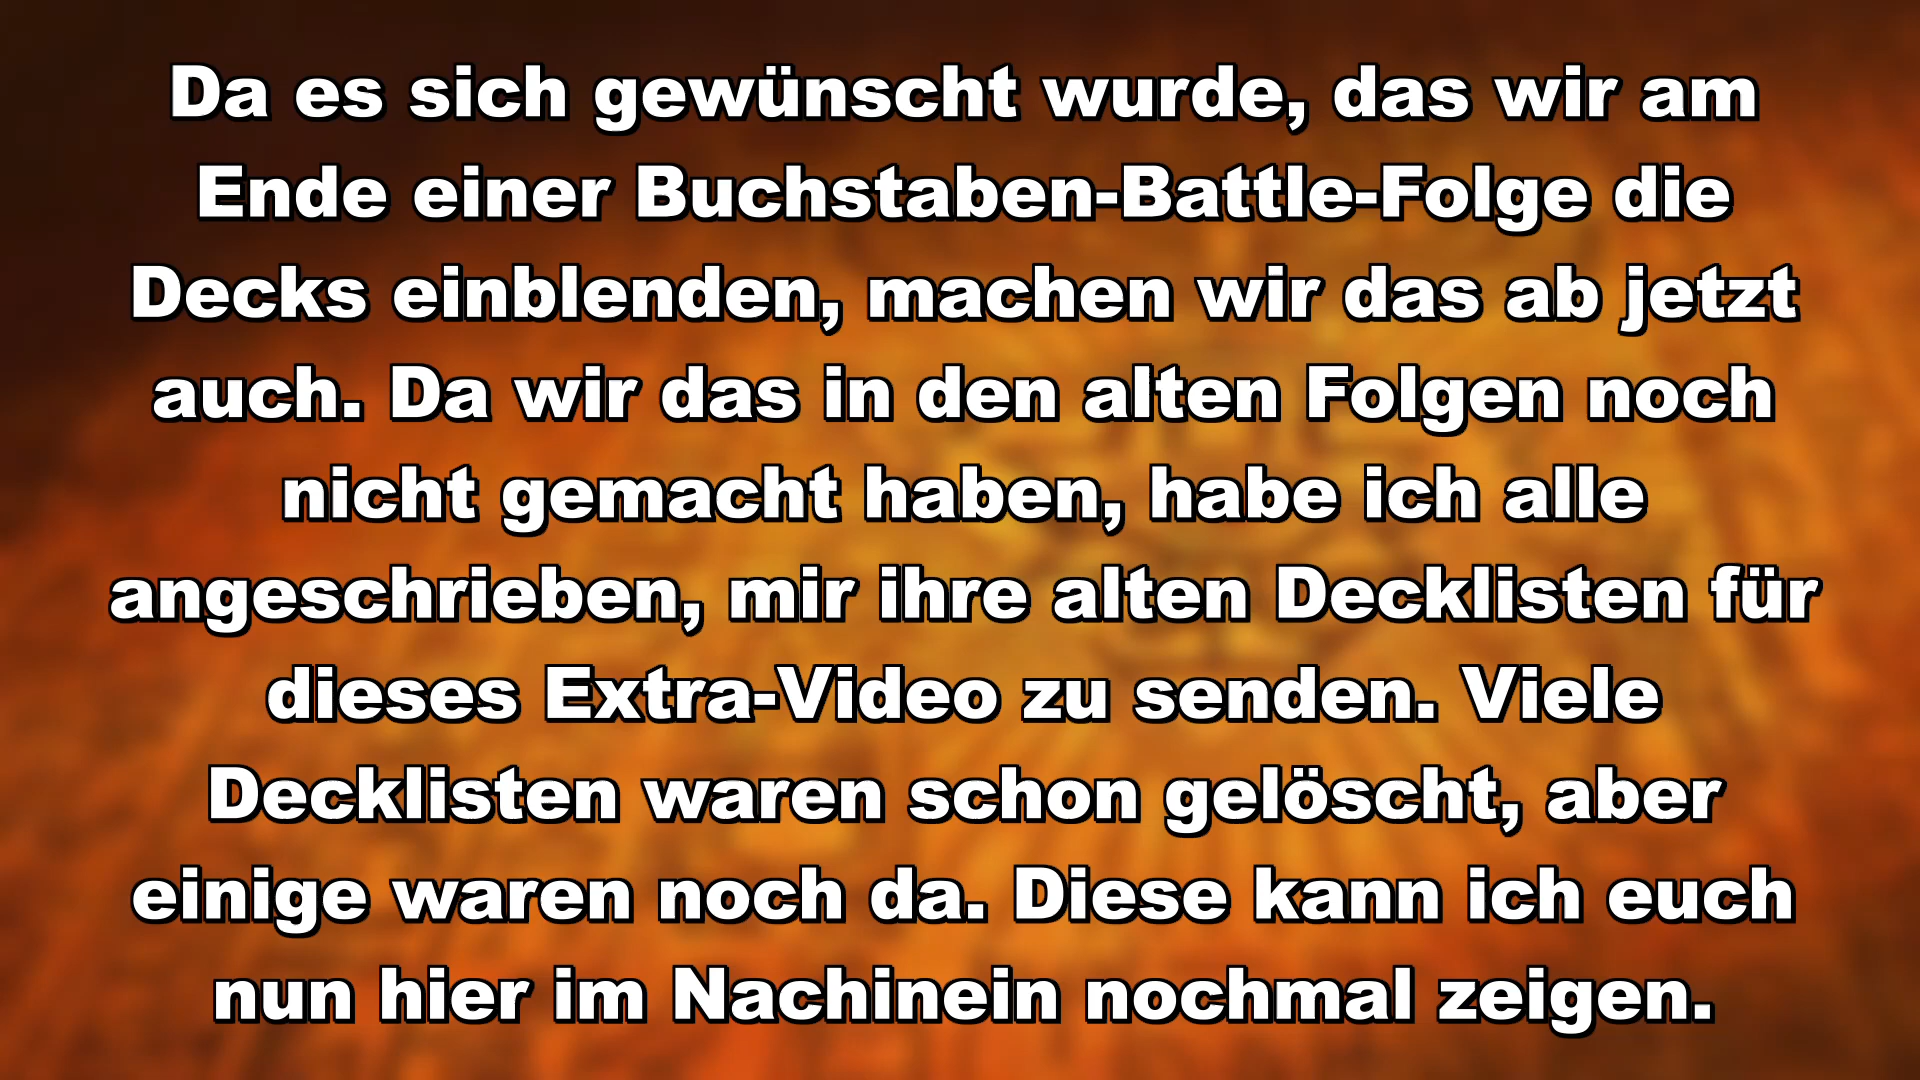 Da es sich gewünscht wurde, das wir am
Ende einer Buchstaben-Battle-Folge die
Decks einblenden, machen wir das ab jetzt
auch. Da wir das in den alten Folgen noch
nicht gemacht haben, habe ich alle
angeschrieben, mir ihre alten Decklisten für
dieses Extra-Video zu senden. Viele
Decklisten waren schon gelöscht, aber
einige waren noch da. Diese kann ich euch
nun hier im Nachinein nochmal zeigen.